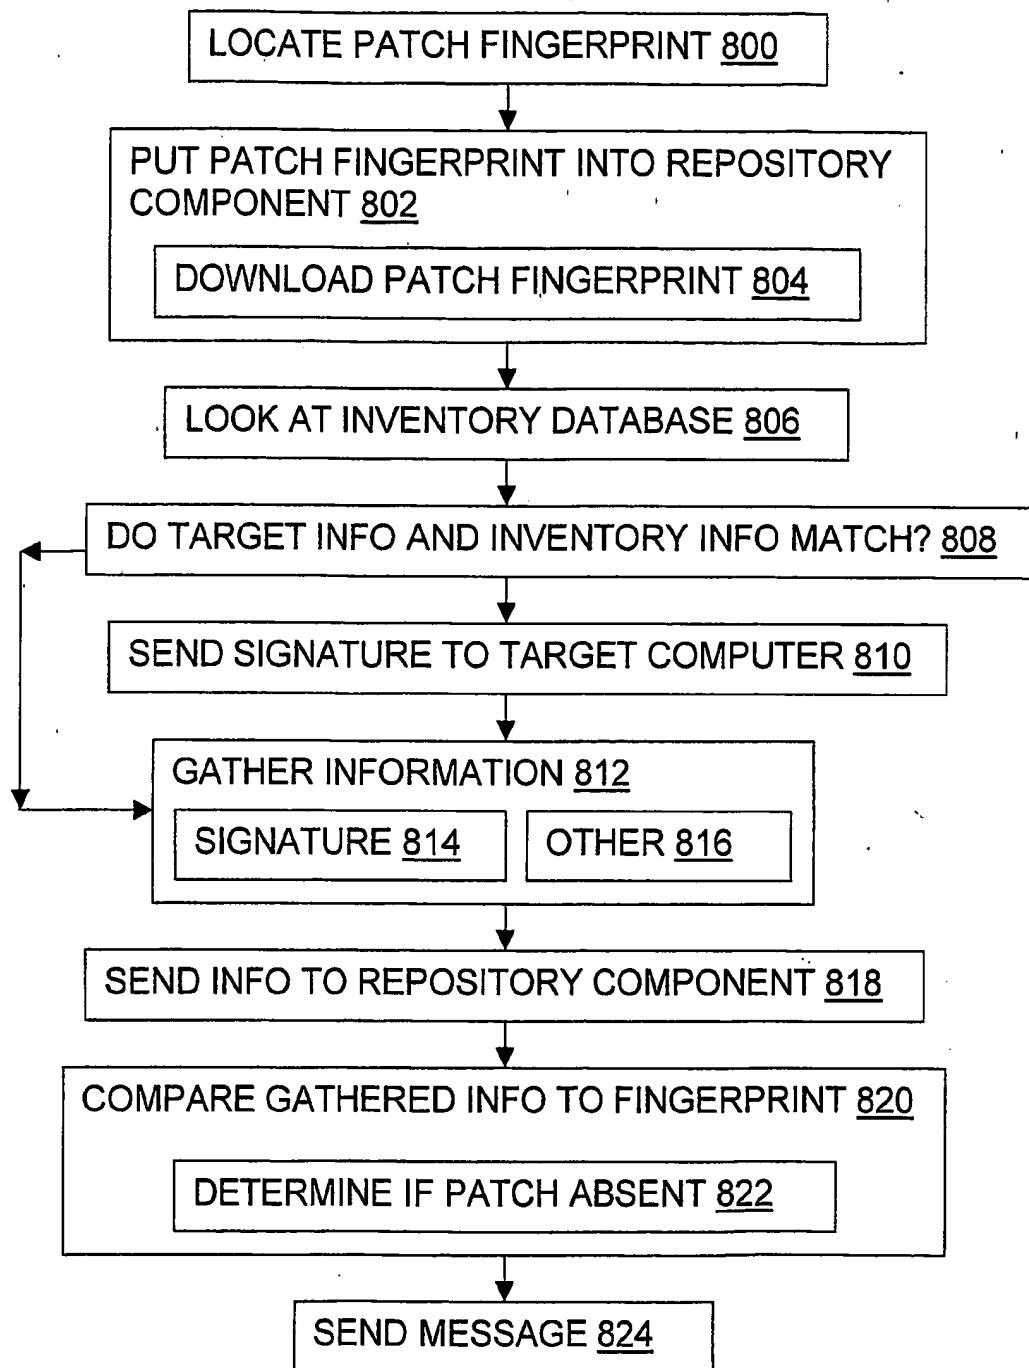 LOCATE PATCH FINGERPRINT 800
PUT PATCH FINGERPRINT INTO REPOSITORY
COMPONENT 802
DOWNLOAD PATCH FINGERPRINT 804
LOOK AT INVENTORY DATABASE 806
DO TARGET INFO AND INVENTORY INFO MATCH? 808
SEND SIGNATURE TO TARGET COMPUTER 810
GATHER INFORMATION 812
SIGNATURE 814
OTHER 816
SEND INFO TO REPOSITORY COMPONENT 818
COMPARE GATHERED INFO TO FINGERPRINT 820
DETERMINE IF PATCH ABSENT 822
SEND MESSAGE 824